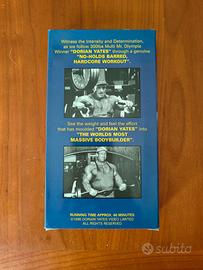 Witness the Intensity and Determination,
as we follow 300lbs Multi Mr. Olympia
Winner "DORIAN YATES" through a genuine
"NO-HOLDS BARRED,
HARDCORE WORKOUT".
See the weight and feel the effort
that has moulded "DORIAN YATES" into
"THE WORLDS MOST
MASSIVE BODYBUILDER".
RUNNING TIME APPROX. 60 MINUTES
©1996 DORIAN YATES VIDEO LIMITED
ALL RIGHTS RESERVED
subito